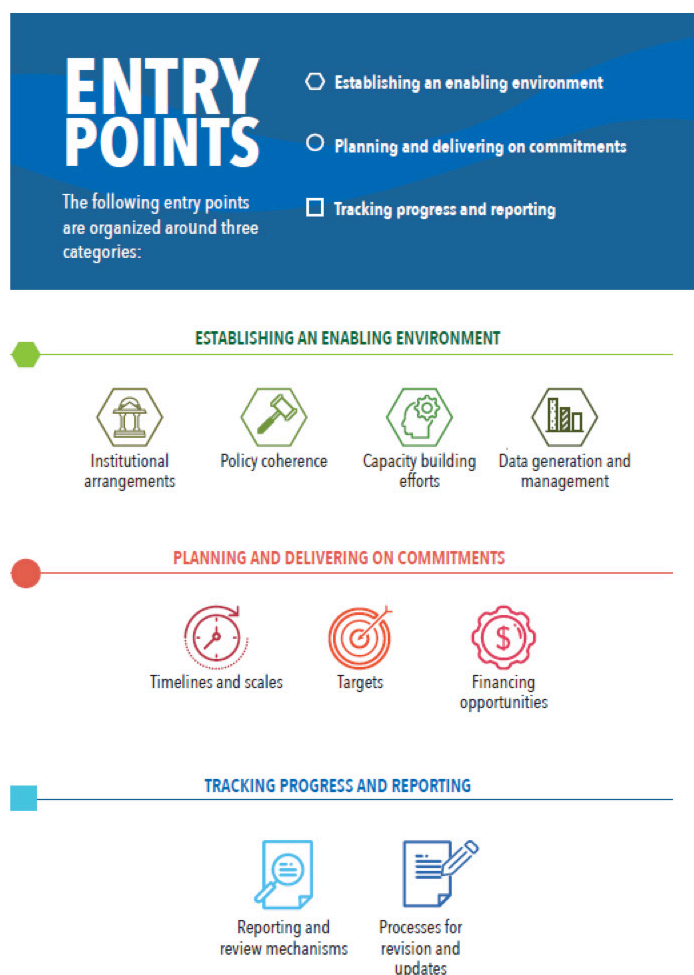 ENTRY
POINTS
The following entry points
are organized around three
categories:
Establishing an enabling environment
Planning and delivering on commitments
Tracking progress and reporting
ESTABLISHING AN ENABLING ENVIRONMENT
Institutional
arrangements
Policy coherence
Capacity building
efforts
Data generation and
management
PLANNING AND DELIVERING ON COMMITMENTS
Timelines and scales
Targets
$
Financing
opportunities
TRACKING PROGRESS AND REPORTING
Reporting and
review mechanisms
Processes for
revision and
updates